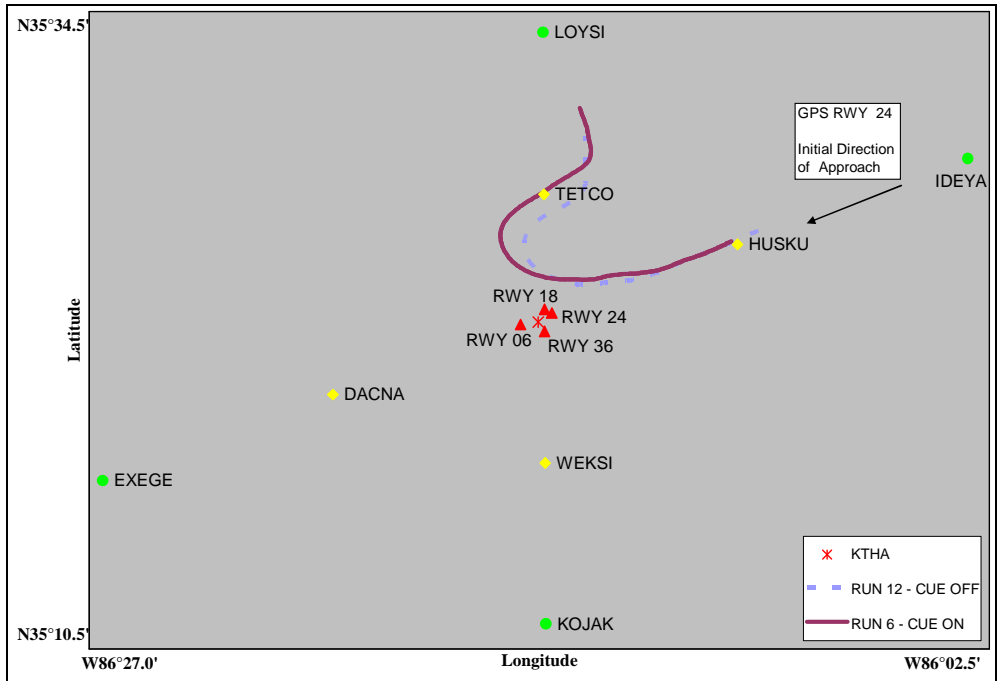 N35°34.5'
LOYSI
GPS RWY 24
Initial Direction
of Approach
IDEYA
TETCO
HUSKU
RWY 18
RWY 24
RWY 06
RWY 36
Latitude
DACNA
WEKSI
EXEGE
KTHA
RUN 12 - CUE OFF
RUN 6 - CUE ON
KOJAK
N35°10.5'
W86°27.0'
Longitude
W86°02.5'